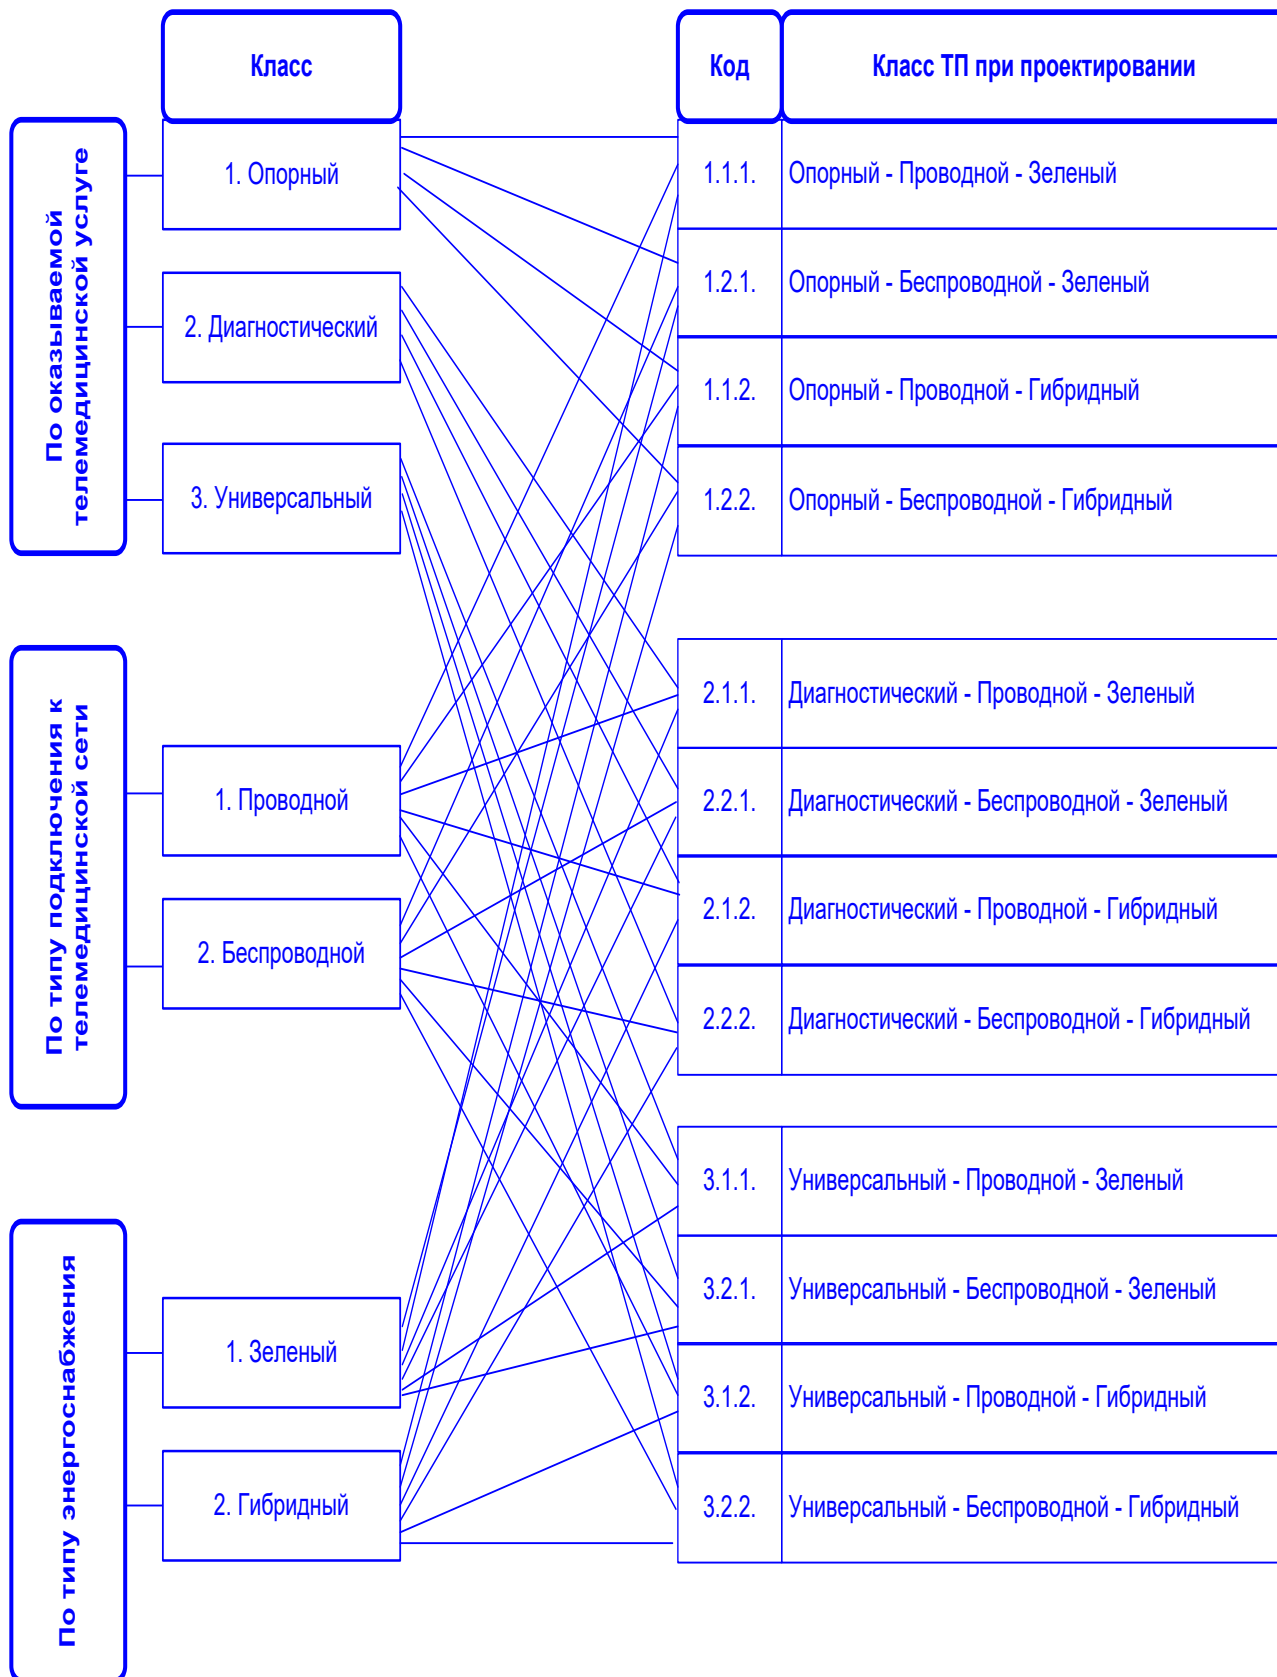 Класс
Код
Класс ТП при проектировании
По оказываемой
телемедицинской услуге
1. Опорный
2. Диагностический
3. Универсальный
1.1.1.
Опорный - Проводной - Зеленый
1.2.1.
Опорный - Беспроводной - Зеленый
1.1.2.
Опорный - Проводной - Гибридный
1.2.2.
Опорный - Беспроводной - Гибридный
По типу подключения к
телемедицинской сети
1. Проводной
2. Беспроводной
2.1.1.
Диагностический - Проводной - Зеленый
2.2.1.
Диагностический - Беспроводной - Зеленый
2.1.2.
Диагностический - Проводной - Гибридный
2.2.2.
Диагностический - Беспроводной - Гибридный
По типу энергоснабжения
1. Зеленый
2. Гибридный
3.1.1.
Универсальный - Проводной - Зеленый
3.2.1.
Универсальный - Беспроводной - Зеленый
3.1.2.
Универсальный - Проводной - Гибридный
3.2.2.
Универсальный - Беспроводной - Гибридный